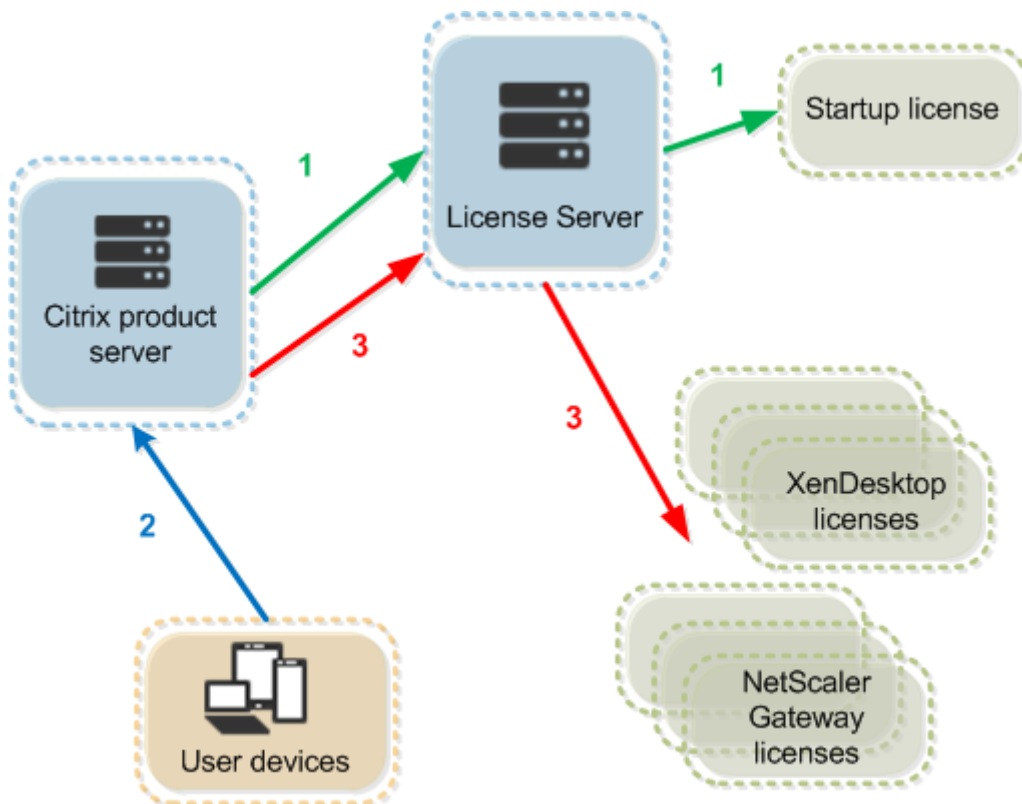 1
Startup license
1
License Server
Citrix product
server
3
3
XenDesktop
licenses
2
NetScaler
Gateway
licenses
User devices